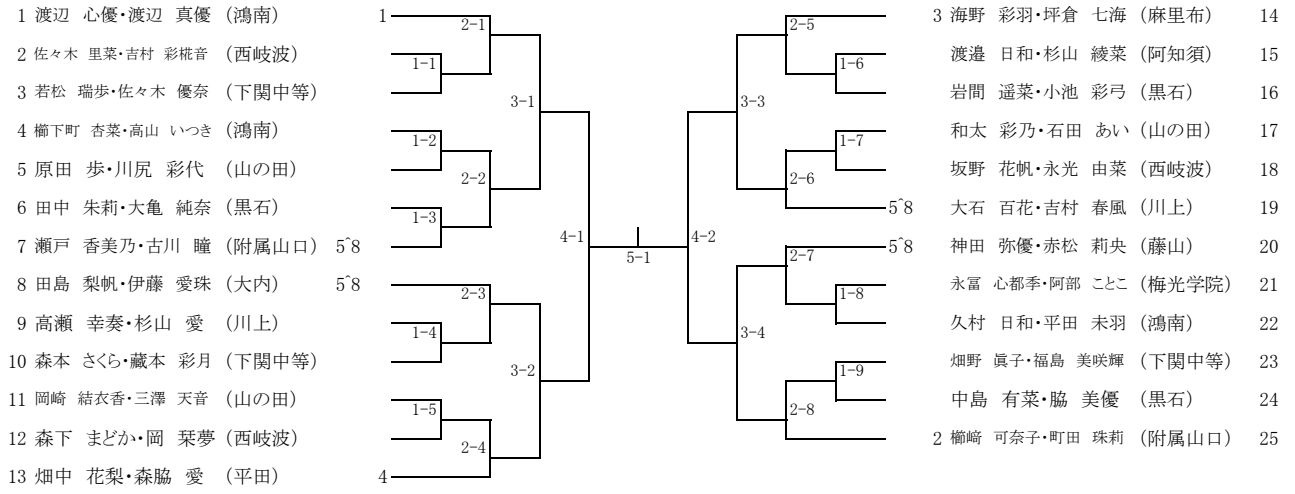 1 渡辺 心優・渡辺 真優 (鴻南) 1
2 佐々木 里菜・吉村 彩椛音 (西岐波)
3 若松 瑞歩・佐々木 優奈 (下関中等)
4 櫛下町 杏菜・高山 いつき (鴻南)
5 原田 歩・川尻 彩代 (山の田)
6 田中 朱莉・大亀 純奈 (黒石)
7 瀬戸 香美乃・古川 瞳 (附属山口) 5^8
8 田島 梨帆・伊藤 愛珠 (大内) 5^8
9 高瀬 幸奏・杉山 愛 (川上)
10 森本 さくら・藏本 彩月 (下関中等)
11 岡崎 結衣香・三澤 天音 (山の田)
12 森下 まどか・岡 栞夢 (西岐波)
13 畑中 花梨・森脇 愛 (平田) 4
2-1
1-1
3-1
1-2
2-2
1-3
4-1
2-3
1-4
3-2
1-5
2-4
5-1
2-5
1-6
3-3
1-7
2-6
4-2
2-7
1-8
3-4
1-9
2-8
3 海野 彩羽・坪倉 七海 (麻里布) 14
渡邉 日和・杉山 綾菜 (阿知須) 15
岩間 遥菜・小池 彩弓 (黒石) 16
和太 彩乃・石田 あい (山の田) 17
坂野 花帆・永光 由菜 (西岐波) 18
5^8 大石 百花・吉村 春風 (川上) 19
5^8 神田 弥優・赤松 莉央 (藤山) 20
永冨 心都季・阿部 ことこ (梅光学院) 21
久村 日和・平田 未羽 (鴻南) 22
畑野 眞子・福島 美咲輝 (下関中等) 23
中島 有菜・脇 美優 (黒石) 24
2 櫛﨑 可奈子・町田 珠莉 (附属山口) 25